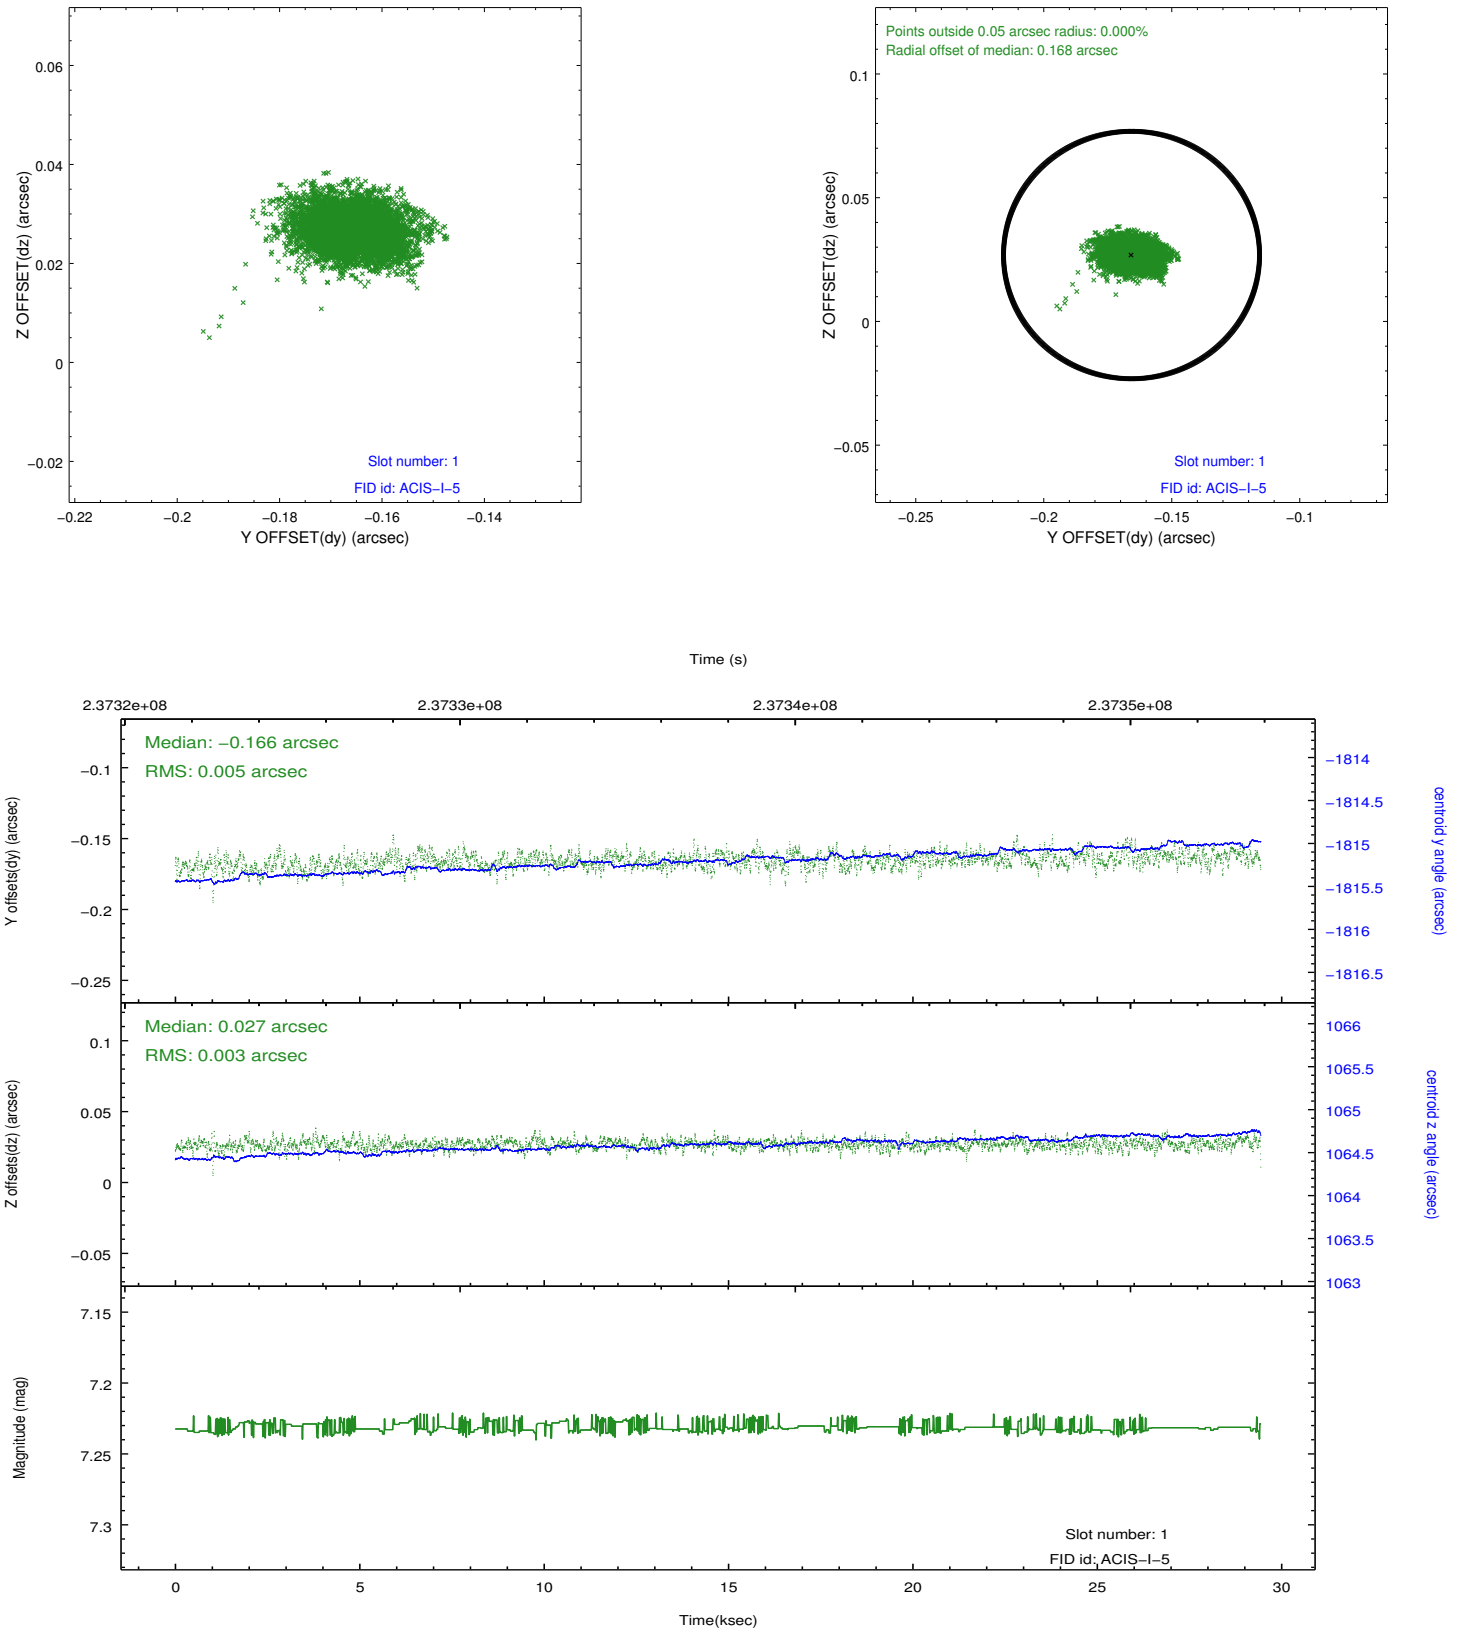 0.06
0.04
0.02
0
−0.02
Z OFFSET(dz) (arcsec)
Slot number: 1
FID id: ACIS−I−5
−0.22 −0.2 −0.18 −0.16 −0.14
Y OFFSET(dy) (arcsec)
Points outside 0.05 arcsec radius: 0.000%
Radial offset of median: 0.168 arcsec
0.1
0.05
0
−0.05
Z OFFSET(dz) (arcsec)
Slot number: 1
FID id: ACIS−I−5
−0.25 −0.2 −0.15 −0.1
Y OFFSET(dy) (arcsec)
Time (s)
2.3732e+08 2.3733e+08 2.3734e+08 2.3735e+08
Median: −0.166 arcsec
RMS: 0.005 arcsec
−0.1
−0.15
−0.2
−0.25
Y offsets(dy) (arcsec)
−1814
−1814.5
−1815
−1815.5
−1816
−1816.5
centroid y angle (arcsec)
Median: 0.027 arcsec
RMS: 0.003 arcsec
0.1
0.05
0
−0.05
Z offsets(dz) (arcsec)
1066
1065.5
1065
1064.5
1064
1063.5
1063
centroid z angle (arcsec)
7.15
7.2
7.25
7.3
Magnitude (mag)
Slot number: 1
FID id: ACIS−I−5
0 5 10 15 20 25 30
Time(ksec)